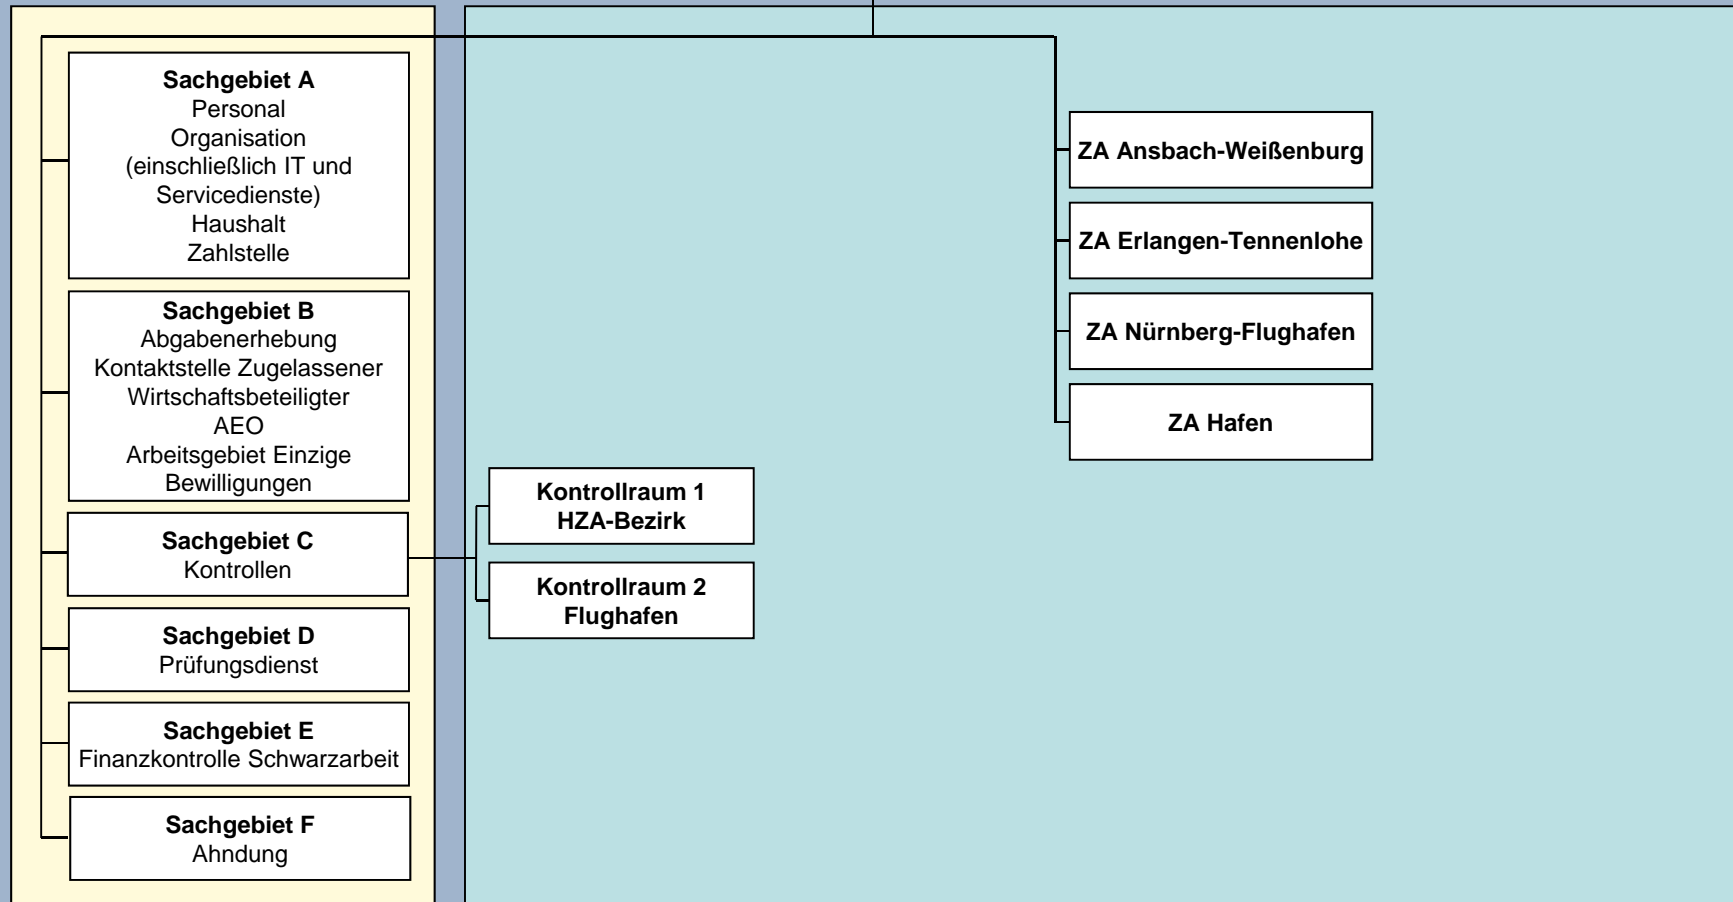 Sachgebiet A
Personal
Organisation
(einschließlich IT und
Servicedienste)
Haushalt
Zahlstelle
Sachgebiet B
Abgabenerhebung
Kontaktstelle Zugelassener
Wirtschaftsbeteiligter
AEO
Arbeitsgebiet Einzige
Bewilligungen
Sachgebiet C
Kontrollen
Sachgebiet D
Prüfungsdienst
Sachgebiet E
Finanzkontrolle Schwarzarbeit
Sachgebiet F
Ahndung
Kontrollraum 1
HZA-Bezirk
Kontrollraum 2
Flughafen
ZA Ansbach-Weißenburg
ZA Erlangen-Tennenlohe
ZA Nürnberg-Flughafen
ZA Hafen